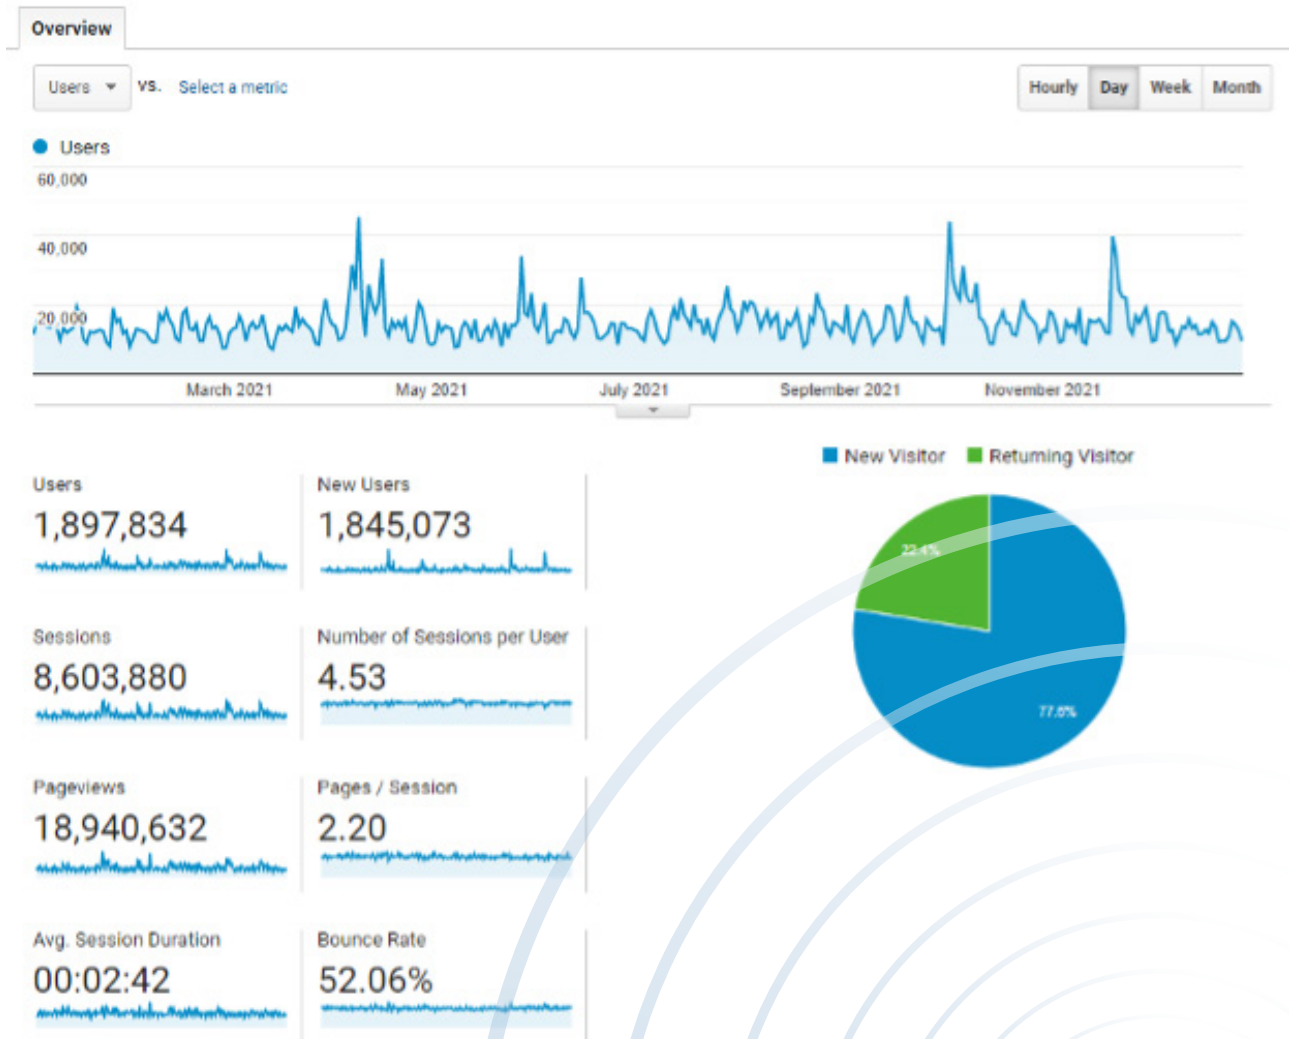 Overview
Users VS. Select a metric
Hourly Day Week Month
Users
60,000
40,000
20,000
March 2021 May 2021 July 2021 September 2021 November 2021
New Visitor Returning Visitor
Users New Users
1,897,834 1,845,073
22.4%
Sessions Number of Sessions per User
8,603,880 4.53
77.6%
Pageviews Pages / Session
18,940,632 2.20
Avg. Session Duration Bounce Rate
00:02:42 52.06%